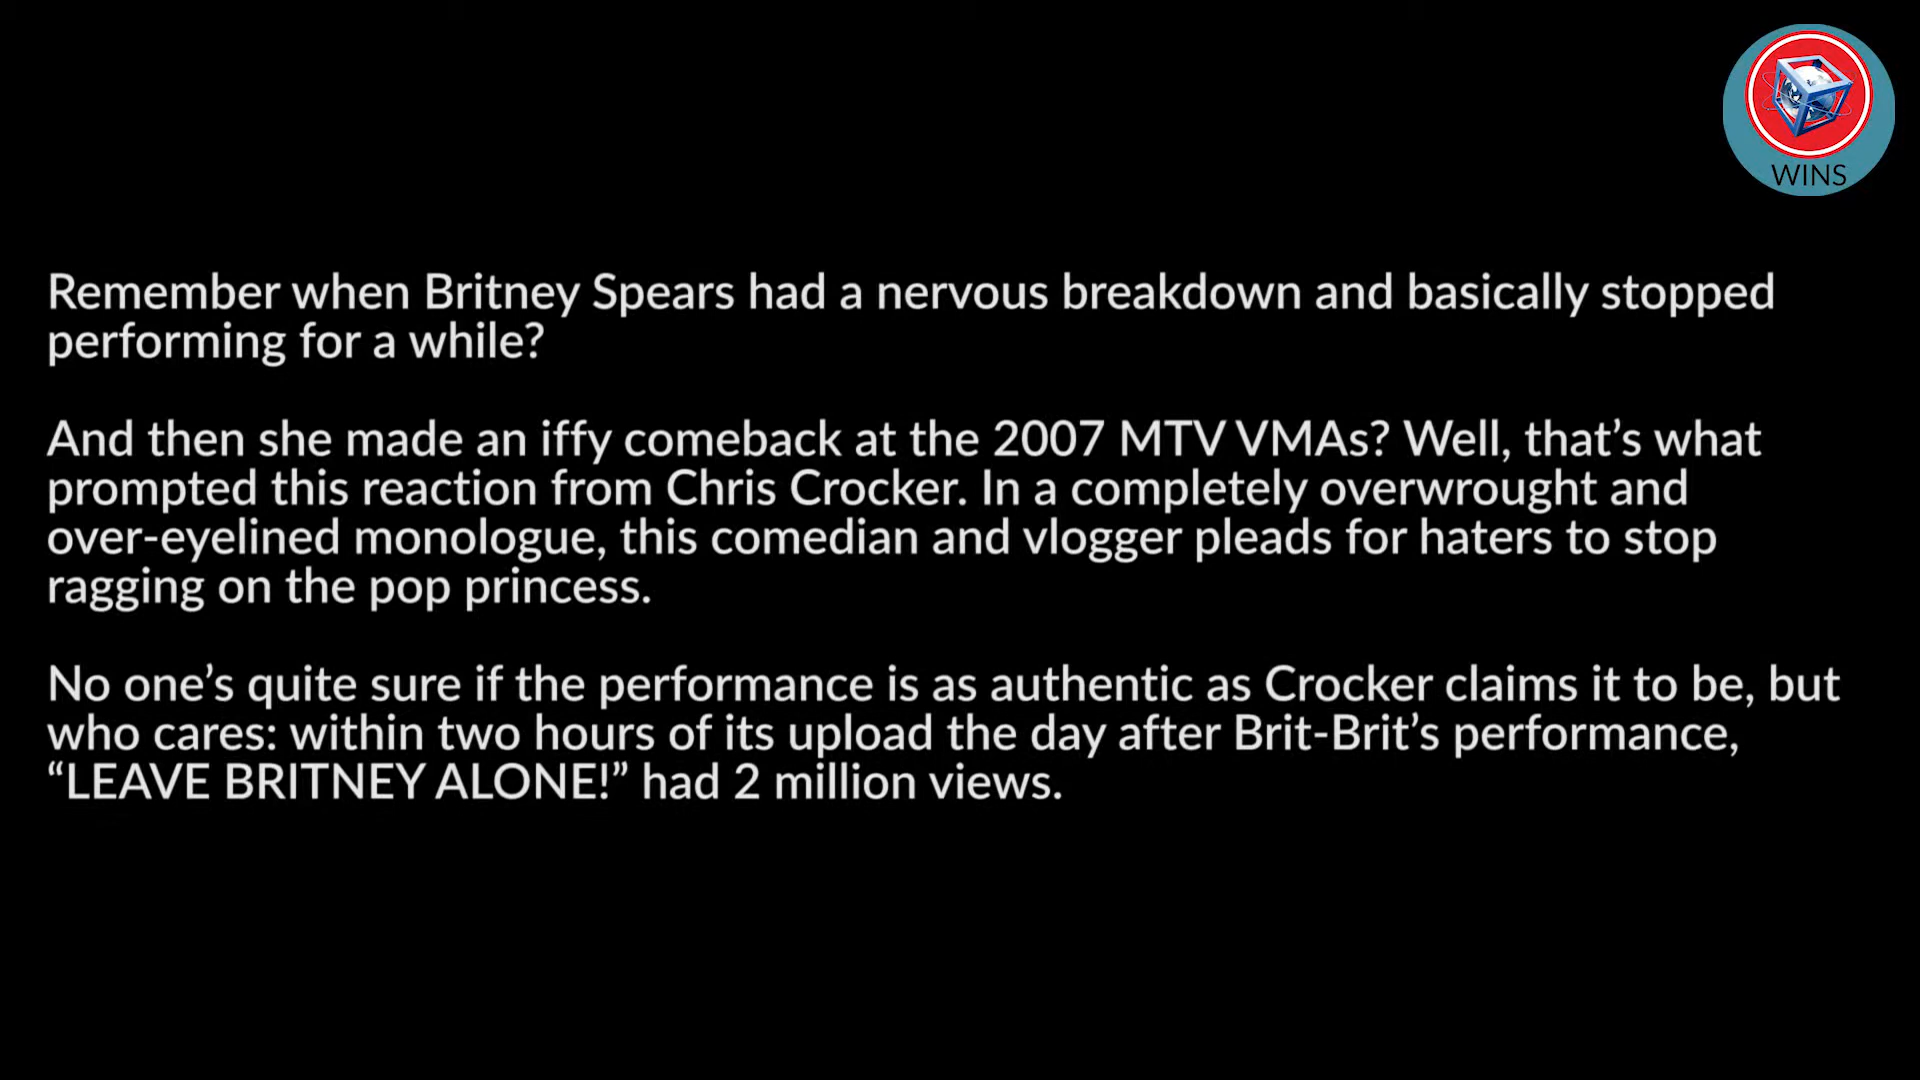 WINS
Remember when Britney Spears had a nervous breakdown and basically stopped
performing for a while?
And then she made an iffy comeback at the 2007 MTV VMAs? Well, that’s what
prompted this reaction from Chris Crocker. In a completely overwrought and
over-eyelined monologue, this comedian and vlogger pleads for haters to stop
ragging on the pop princess.
No one’s quite sure if the performance is as authentic as Crocker claims it to be, but
who cares: within two hours of its upload the day after Brit-Brit’s performance,
“LEAVE BRITNEY ALONE!” had 2 million views.